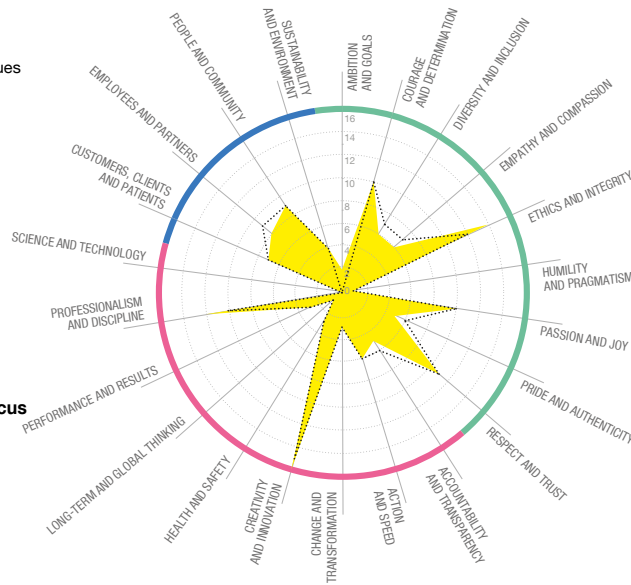 ues
cus
AMBITION
AND GOALS
COURAGE
AND DETERMINATION
DIVERSITY AND INCLUSION
EMPATHY AND COMPASSION
ETHICS AND INTEGRITY
HUMILITY
AND PRAGMATISM
PASSION AND JOY
PRIDE AND AUTHENTICITY
RESPECT AND TRUST
ACCOUNTABILITY
AND TRANSPARENCY
ACTION
AND SPEED
CHANGE AND
TRANSFORMATION
CREATIVITY
AND INNOVATION
HEALTH AND SAFETY
LONG-TERM AND GLOBAL THINKING
PERFORMANCE AND RESULTS
PROFESSIONALISM
AND DISCIPLINE
SCIENCE AND TECHNOLOGY
CUSTOMERS, CLIENTS
AND PATIENTS
EMPLOYEES AND PARTNERS
PEOPLE AND COMMUNITY
SUSTAINABILITY
AND ENVIRONMENT
16
14
12
10
8
6
4